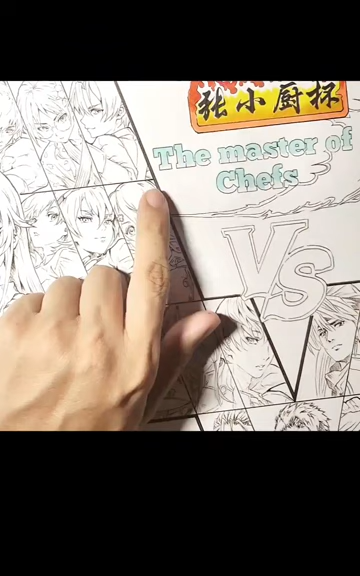 张小厨杯
The master of
Chefs
VS